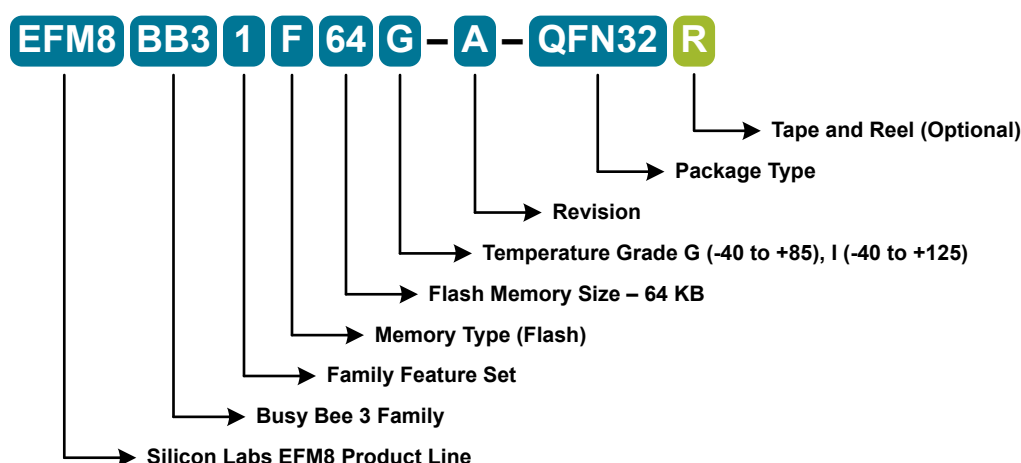 EFM8 BB3 1 F 64 G – A – QFN32 R
Tape and Reel (Optional)
Package Type
Revision
Temperature Grade G (-40 to +85), I (-40 to +125)
Flash Memory Size – 64 KB
Memory Type (Flash)
Family Feature Set
Busy Bee 3 Family
Silicon Labs EFM8 Product Line